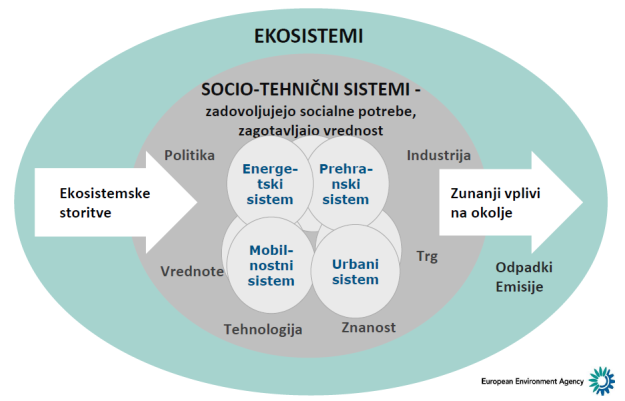 EKOSISTEMI
SOCIO-TEHNIČNI SISTEMI -
zadovoljujejo socialne potrebe,
zagotavljajo vrednost
Politika
Industrija
Energe-
tski
sistem
Prehra-
nski
sistem
Ekosistemske
storitve
Zunanji vplivi
na okolje
Mobil-
nostni
sistem
Urbani
sistem
Vrednote
Trg
Odpadki
Emisije
Tehnologija
Znanost
European Environment Agency